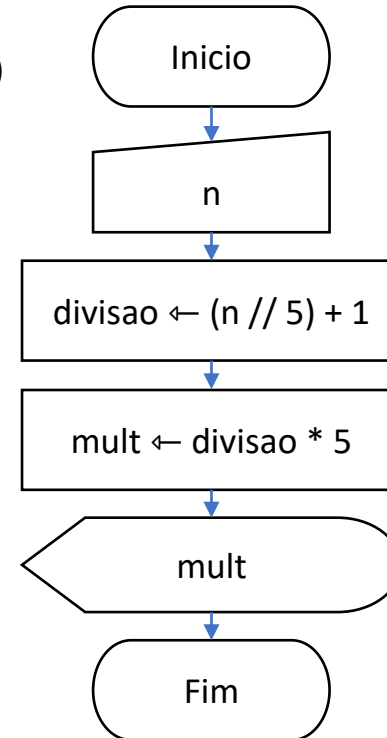 )
Inicio
n
divisao ← (n // 5) + 1
mult ← divisao * 5
mult
Fim